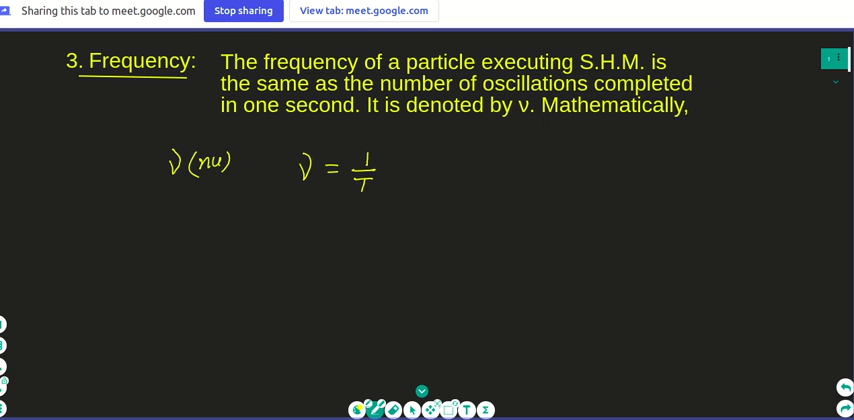 Sharing this tab to meet.google.com Stop sharing View tab: meet.google.com
3. Frequency: The frequency of a particle executing S.H.M. is
the same as the number of oscillations completed
in one second. It is denoted by ν. Mathematically,
ν (nu) ν = 1/T
1
T Σ